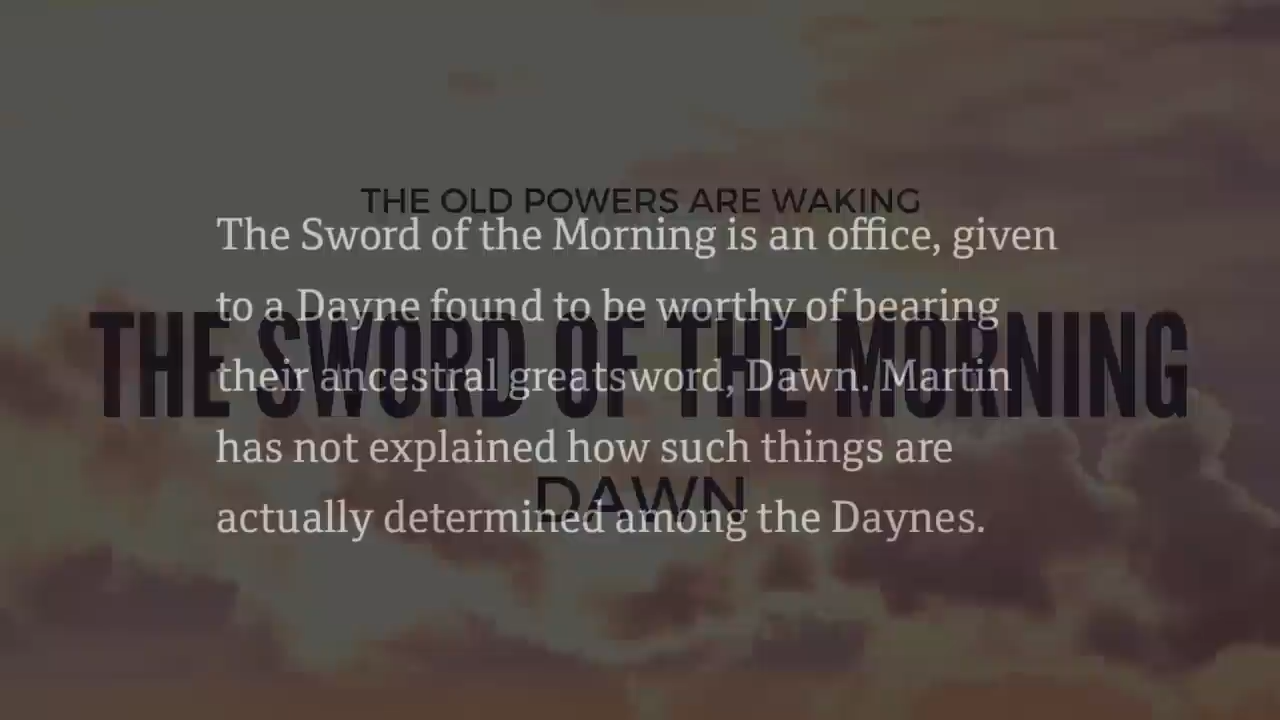 THE OLD POWERS ARE WAKING
The Sword of the Morning is an office, given
to a Dayne found to be worthy of bearing
THE SWORD OF THE MORNING
their ancestral greatsword, Dawn. Martin
has not explained how such things are
DAWN
actually determined among the Daynes.